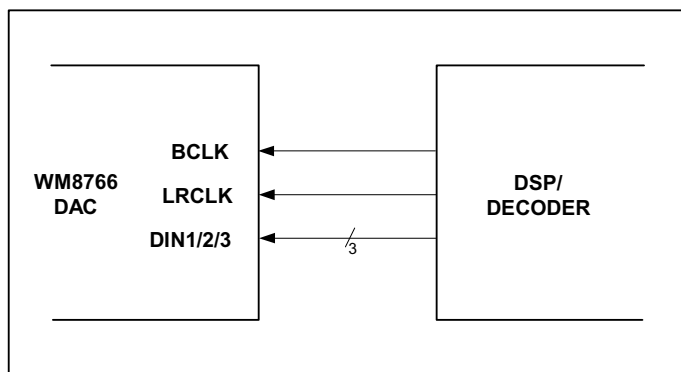 WM8766
DAC
BCLK
LRCLK
DIN1/2/3
3
DSP/
DECODER